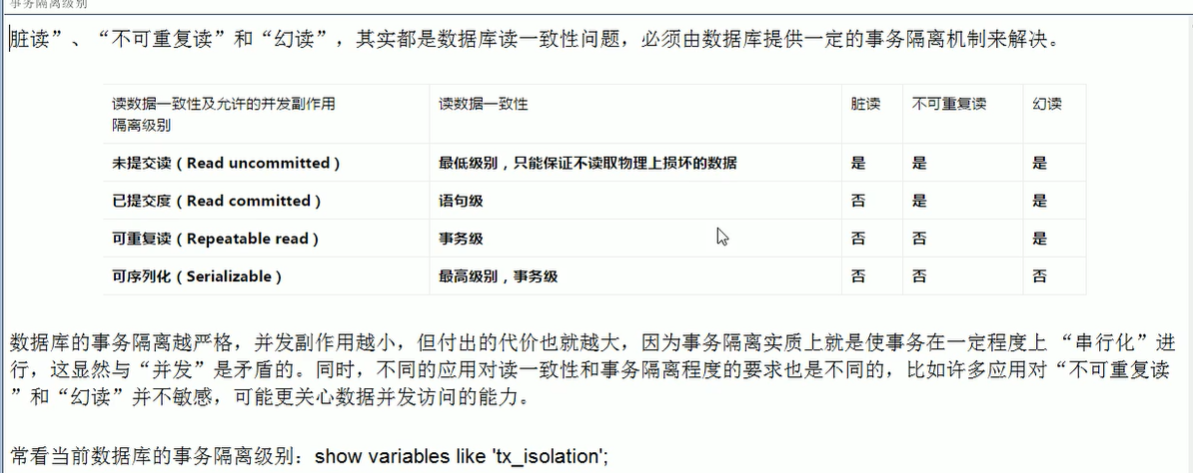 事务隔离级别
脏读”、“不可重复读”和“幻读”，其实都是数据库读一致性问题，必须由数据库提供一定的事务隔离机制来解决。
读数据一致性及允许的并发副作用
隔离级别
读数据一致性
脏读
不可重复读
幻读
未提交读（Read uncommitted）
最低级别，只能保证不读取物理上损坏的数据
是
是
是
已提交度（Read committed）
语句级
否
是
是
可重复读（Repeatable read）
事务级
否
否
是
可序列化（Serializable）
最高级别，事务级
否
否
否
数据库的事务隔离越严格，并发副作用越小，但付出的代价也就越大，因为事务隔离实质上就是使事务在一定程度上 “串行化”进
行，这显然与“并发”是矛盾的。同时，不同的应用对读一致性和事务隔离程度的要求也是不同的，比如许多应用对“不可重复读
”和“幻读”并不敏感，可能更关心数据并发访问的能力。
常看当前数据库的事务隔离级别：show variables like 'tx_isolation';